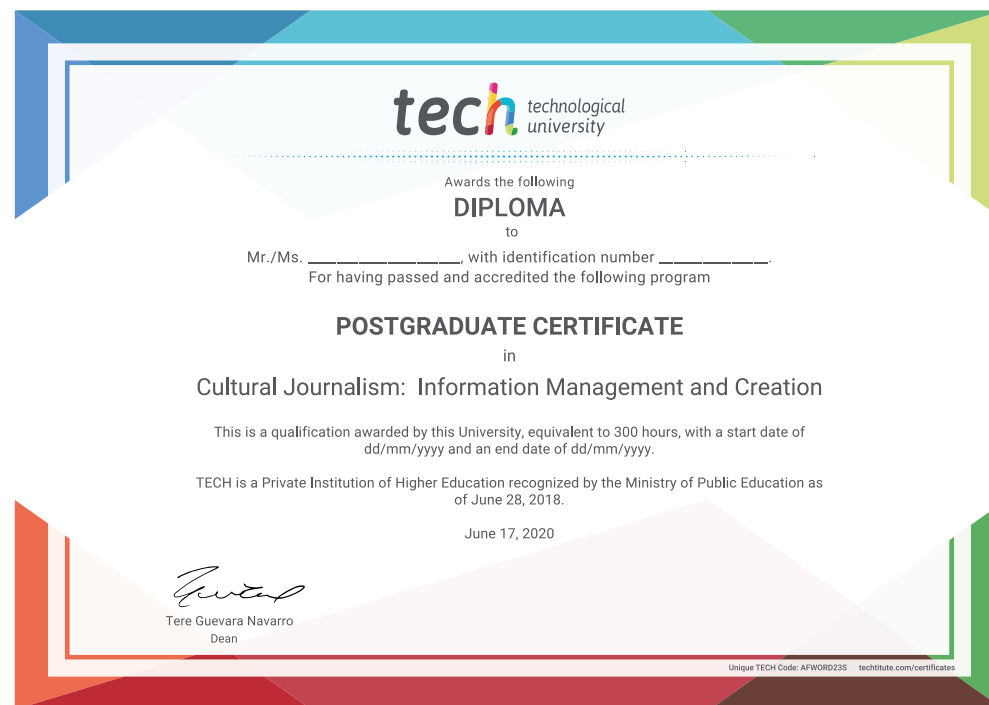 tech technological
university
Awards the following
DIPLOMA
to
Mr./Ms. ____________________, with identification number ______________.
For having passed and accredited the following program
POSTGRADUATE CERTIFICATE
in
Cultural Journalism: Information Management and Creation
This is a qualification awarded by this University, equivalent to 300 hours, with a start date of
dd/mm/yyyy and an end date of dd/mm/yyyy.
TECH is a Private Institution of Higher Education recognized by the Ministry of Public Education as
of June 28, 2018.
June 17, 2020
Tere Guevara Navarro
Dean
Unique TECH Code: AFWORD23S techtitute.com/certificates